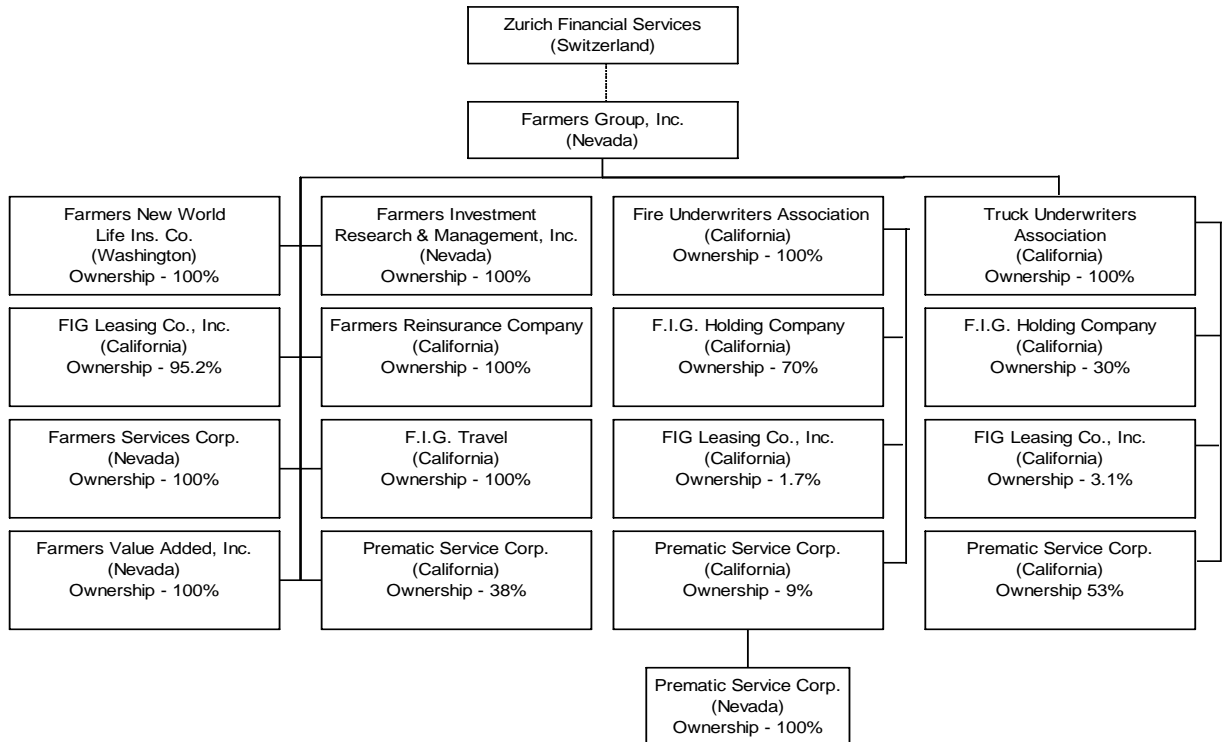 Zurich Financial Services
(Switzerland)
Farmers Group, Inc.
(Nevada)
Farmers New World
Life Ins. Co.
(Washington)
Ownership - 100%
Farmers Investment
Research & Management, Inc.
(Nevada)
Ownership - 100%
Fire Underwriters Association
(California)
Ownership - 100%
Truck Underwriters
Association
(California)
Ownership - 100%
FIG Leasing Co., Inc.
(California)
Ownership - 95.2%
Farmers Reinsurance Company
(California)
Ownership - 100%
F.I.G. Holding Company
(California)
Ownership - 70%
F.I.G. Holding Company
(California)
Ownership - 30%
Farmers Services Corp.
(Nevada)
Ownership - 100%
F.I.G. Travel
(California)
Ownership - 100%
FIG Leasing Co., Inc.
(California)
Ownership - 1.7%
FIG Leasing Co., Inc.
(California)
Ownership - 3.1%
Farmers Value Added, Inc.
(Nevada)
Ownership - 100%
Prematic Service Corp.
(California)
Ownership - 38%
Prematic Service Corp.
(California)
Ownership - 9%
Prematic Service Corp.
(California)
Ownership 53%
Prematic Service Corp.
(Nevada)
Ownership - 100%